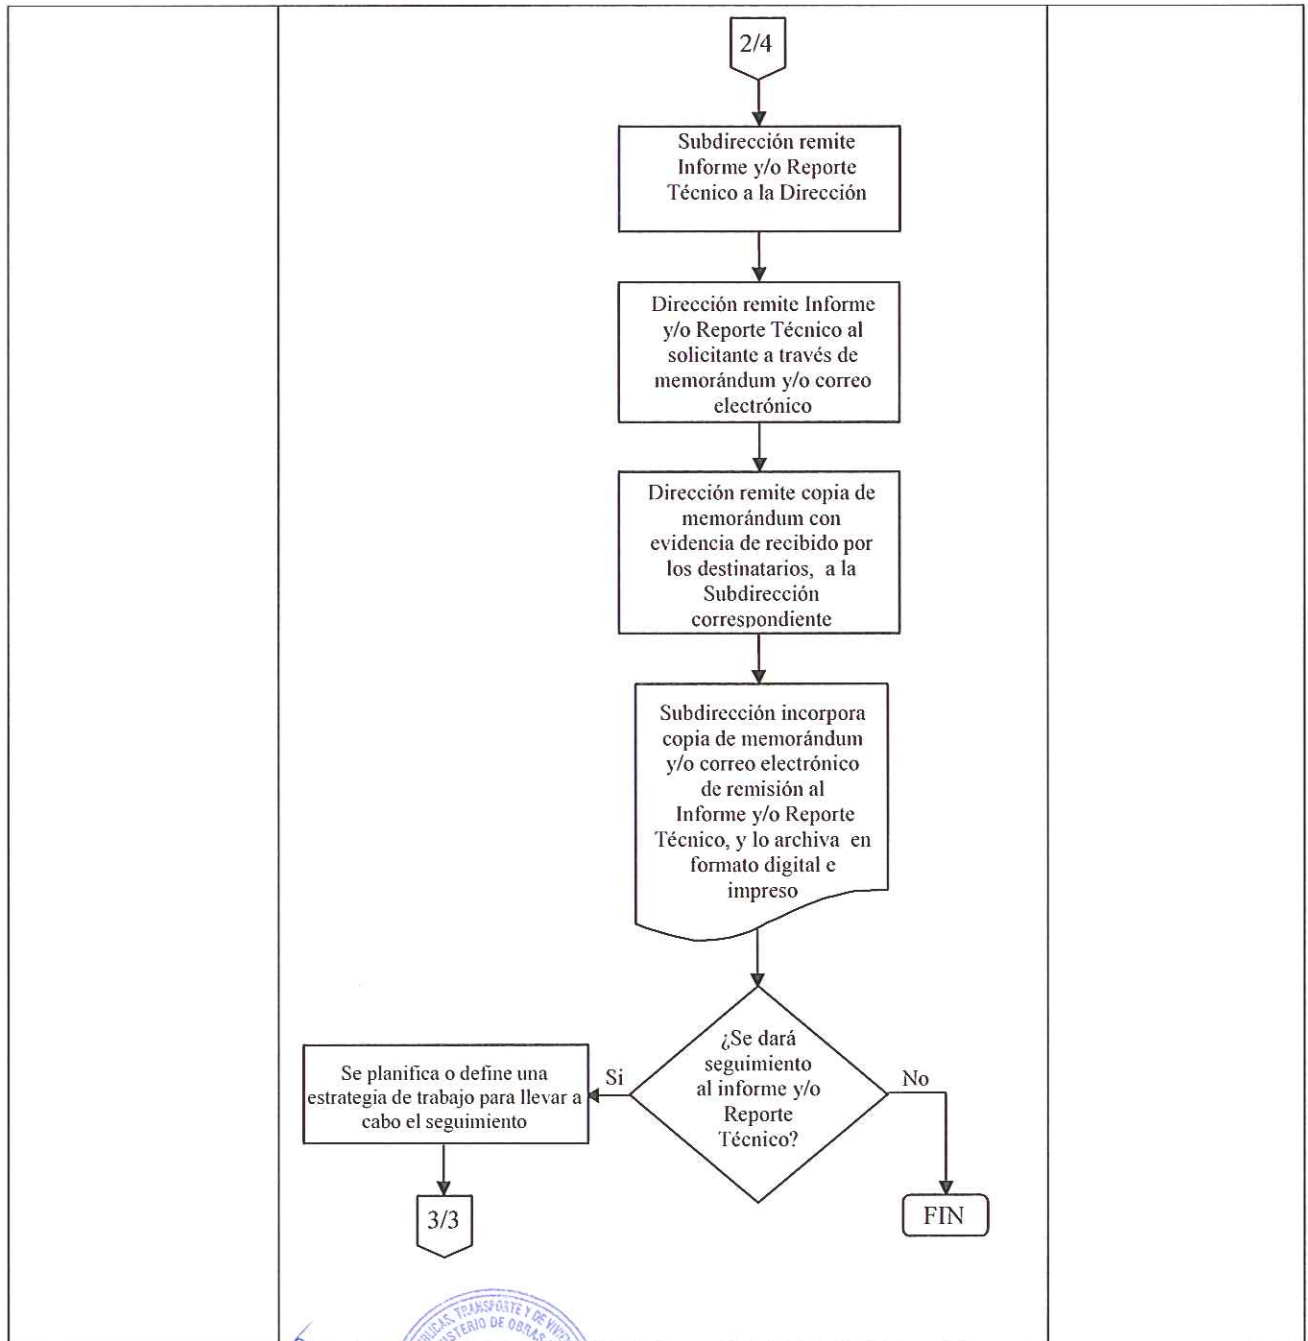 2/4
Subdirección remite
Informe y/o Reporte
Técnico a la Dirección
Dirección remite Informe
y/o Reporte Técnico al
solicitante a través de
memorándum y/o correo
electrónico
Dirección remite copia de
memorándum con
evidencia de recibido por
los destinatarios, a la
Subdirección
correspondiente
Subdirección incorpora
copia de memorándum
y/o correo electrónico
de remisión al
Informe y/o Reporte
Técnico, y lo archiva en
formato digital e
impreso
¿Se dará
seguimiento
al informe y/o
Reporte
Técnico?
Si
No
Se planifica o define una
estrategia de trabajo para llevar a
cabo el seguimiento
3/3
FIN
TRANSPORTE Y DE